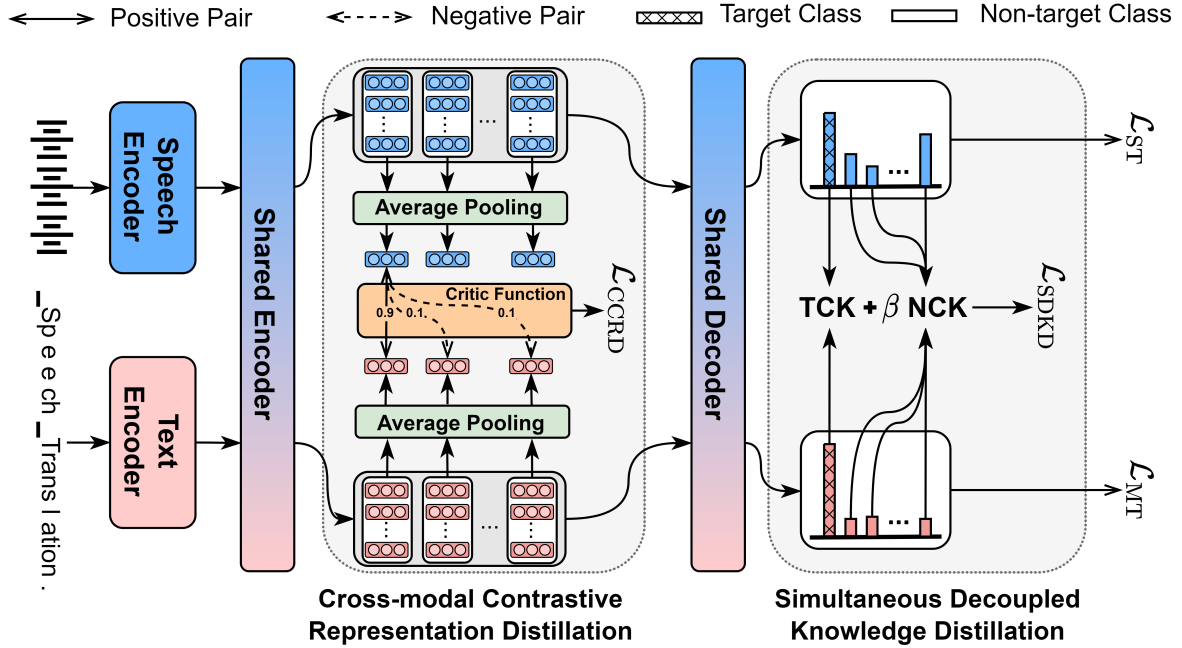 Positive Pair
Negative Pair
Target Class
Non-target Class
Speech
Encoder
Text
Encoder
_Sp e e ch _Trans l ation .
Shared Encoder
Average Pooling
Critic Function
0.9
0.1.
0.1
Average Pooling
ℒCCRD
Cross-modal Contrastive
Representation Distillation
Shared Decoder
...
...
...
...
TCK + β NCK
ℒST
ℒSDKD
ℒMT
Simultaneous Decoupled
Knowledge Distillation